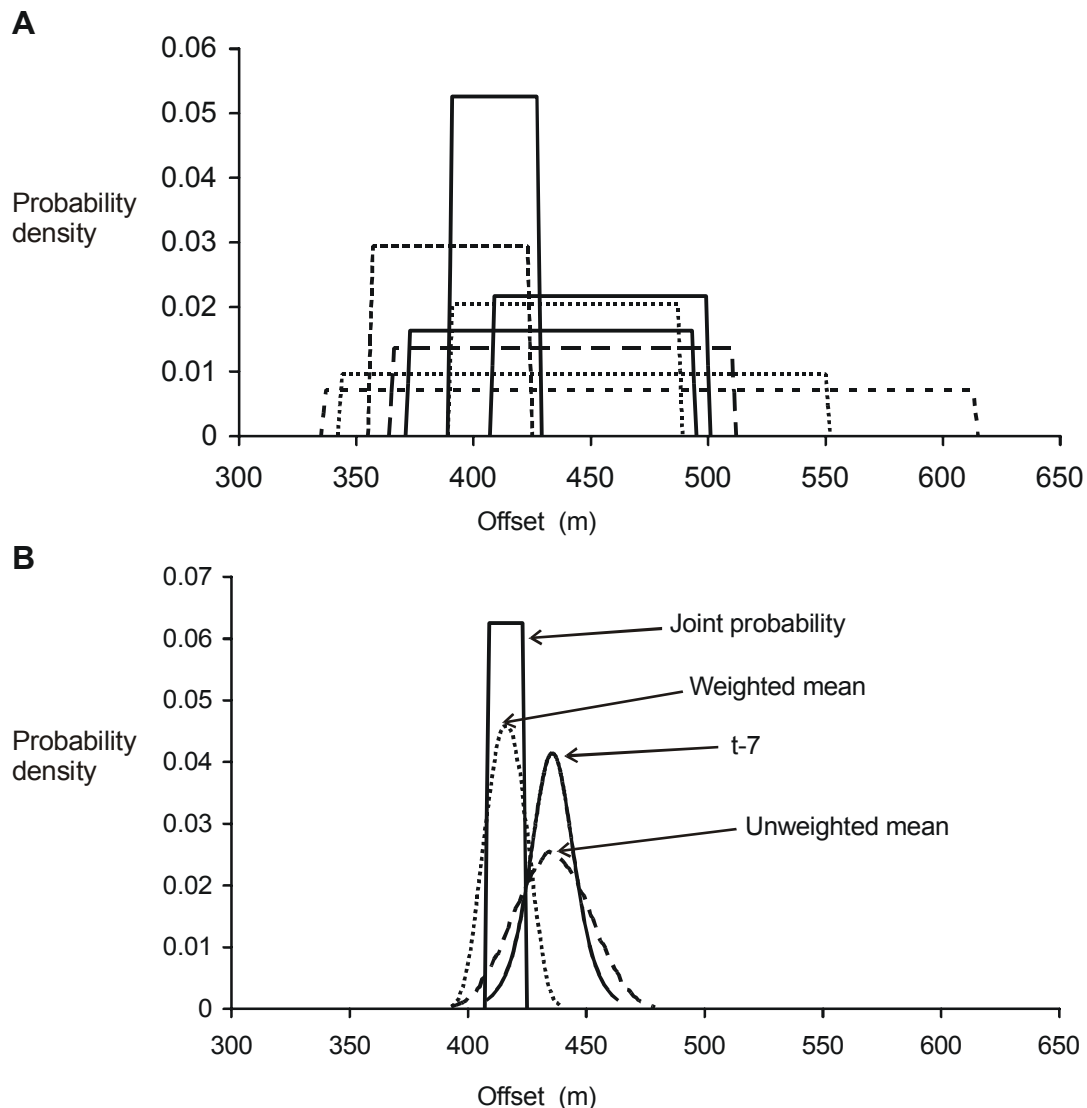 A
0.06
0.05
0.04
0.03
0.02
0.01
0
Probability
density
300 350 400 450 500 550 600 650
Offset (m)
B
0.07
0.06
0.05
0.04
0.03
0.02
0.01
0
Probability
density
Joint probability
Weighted mean
t-7
Unweighted mean
300 350 400 450 500 550 600 650
Offset (m)